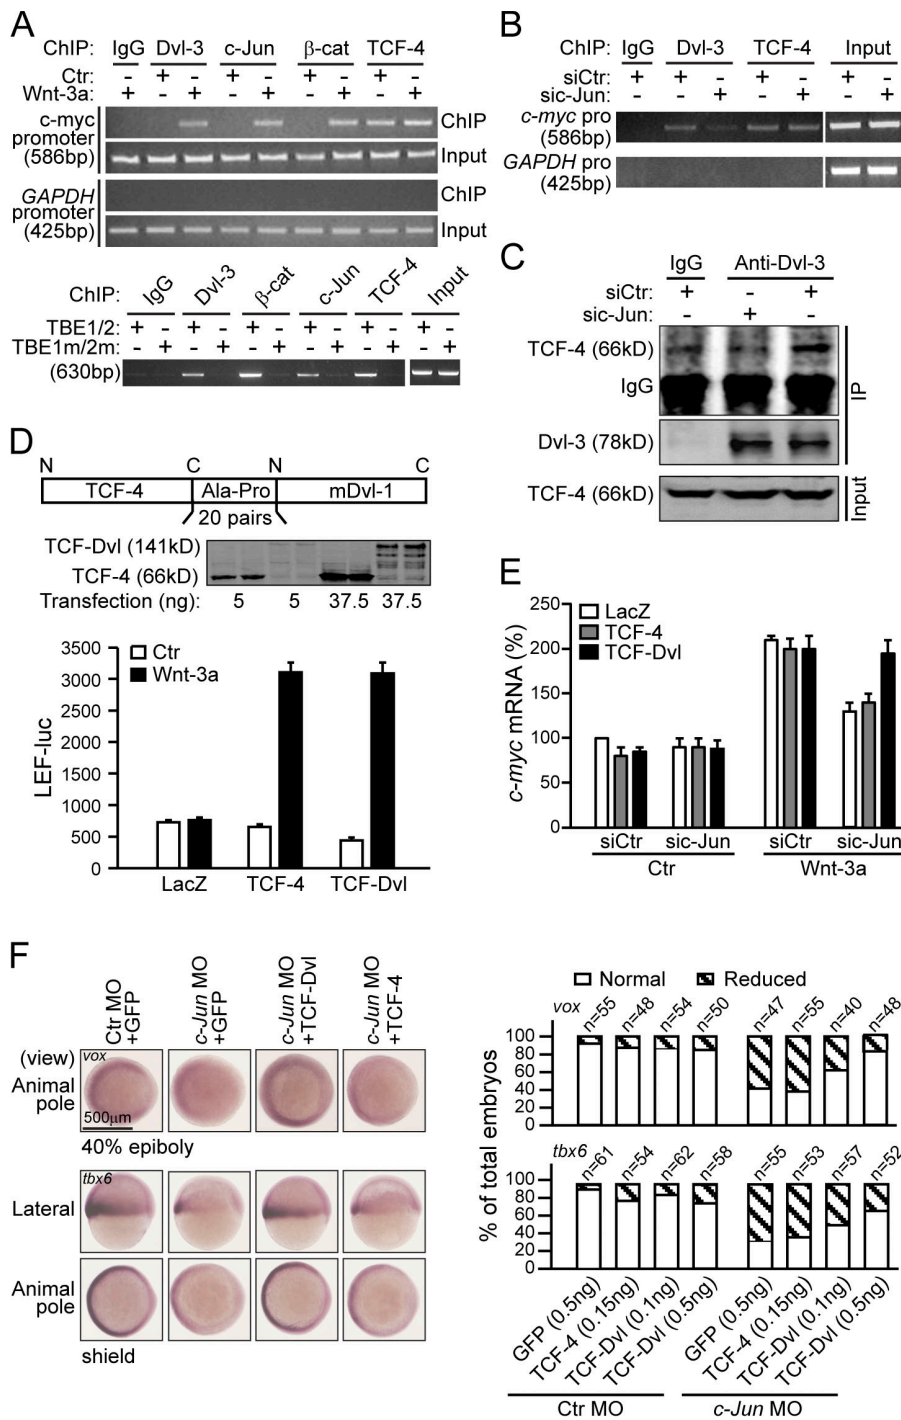 A
ChIP: IgG Dvl-3 c-Jun β-cat TCF-4
Ctr: - + - + - + - + -
Wnt-3a: + - + - + - + - +
c-myc promoter (586bp)
ChIP
Input
GAPDH promoter (425bp)
ChIP
Input
ChIP: IgG Dvl-3 β-cat c-Jun TCF-4 Input
TBE1/2: + - + - + - + - + - + -
TBE1m/2m: - + - + - + - + - + - +
(630bp)
B
ChIP: IgG Dvl-3 TCF-4 Input
siCtr: + + - + - + -
sic-Jun: - - + - + - +
c-myc pro (586bp)
GAPDH pro (425bp)
C
IgG Anti-Dvl-3
siCtr: + - +
sic-Jun: - + -
TCF-4 (66kD)
IgG
Dvl-3 (78kD)
IP
TCF-4 (66kD)
Input
D
N C N C
TCF-4 Ala-Pro mDvl-1
20 pairs
TCF-Dvl (141kD)
TCF-4 (66kD)
Transfection (ng): 5 5 37.5 37.5
Ctr
Wnt-3a
LEF-luc
3500
3000
2500
2000
1500
1000
500
0
LacZ TCF-4 TCF-Dvl
E
LacZ
TCF-4
TCF-Dvl
c-myc mRNA (%)
250
200
150
100
50
0
siCtr sic-Jun siCtr sic-Jun
Ctr Wnt-3a
F
Ctr MO +GFP
c-Jun MO +GFP
c-Jun MO +TCF-Dvl
c-Jun MO +TCF-4
(view)
vox
Animal pole
500μm
40% epiboly
tbx6
Lateral
Animal pole
shield
Normal Reduced
% of total embryos
vox n=55 n=48 n=54 n=50 n=47 n=55 n=40 n=48
100
80
60
40
20
0
tbx6 n=61 n=54 n=62 n=58 n=55 n=53 n=57 n=52
100
80
60
40
20
0
GFP (0.5ng) TCF-4 (0.15ng) TCF-Dvl (0.1ng) TCF-Dvl (0.5ng) GFP (0.5ng) TCF-4 (0.15ng) TCF-Dvl (0.1ng) TCF-Dvl (0.5ng)
Ctr MO c-Jun MO